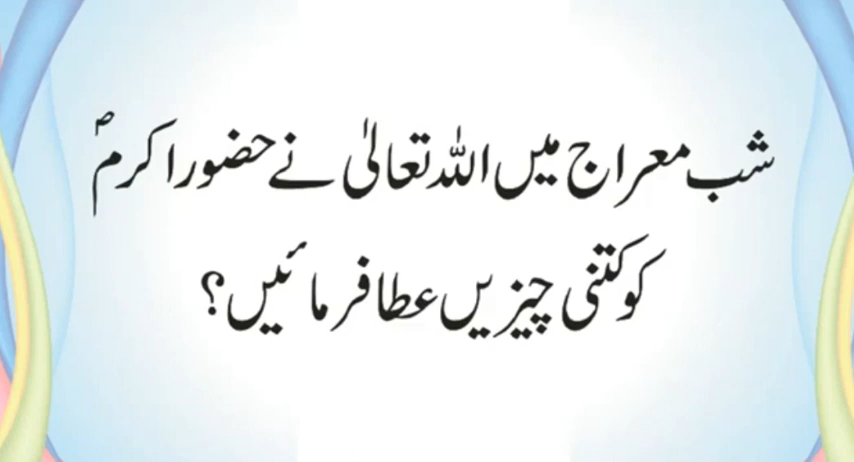 شب معراج میں اللہ تعالیٰ نے حضور اکرمؐ
کو کتنی چیزیں عطا فرمائیں؟